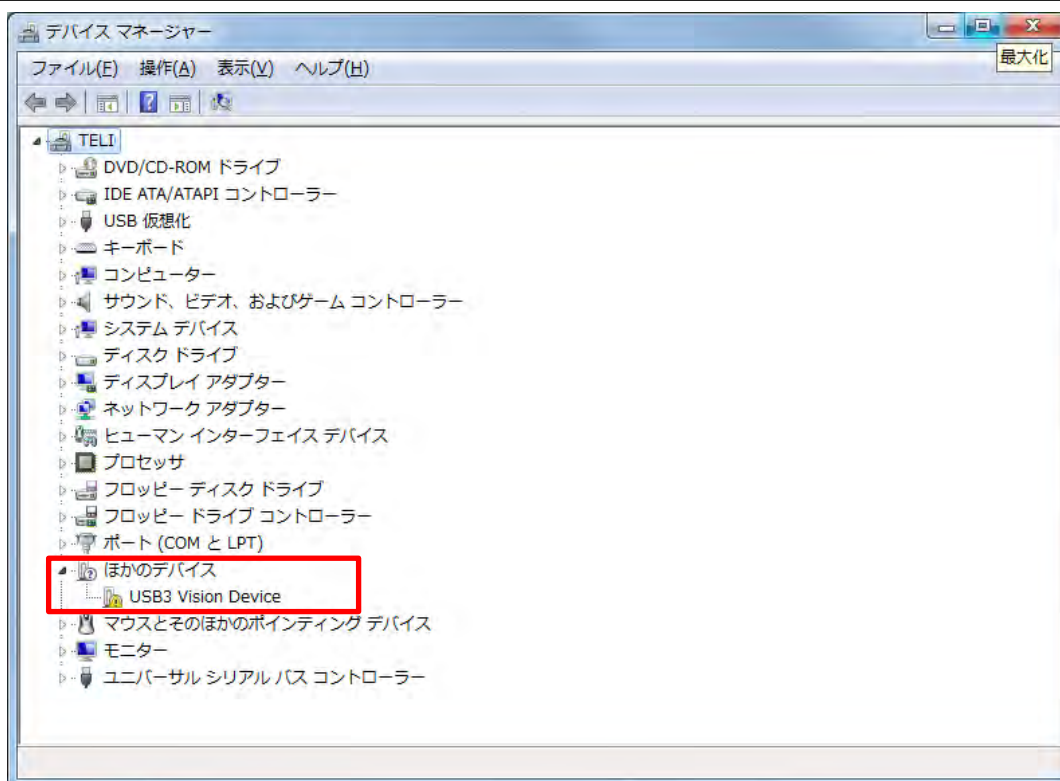 デバイス マネージャー
最大化
ファイル(F) 操作(A) 表示(V) ヘルプ(H)
TELI
DVD/CD-ROM ドライブ
IDE ATA/ATAPI コントローラー
USB 仮想化
キーボード
コンピューター
サウンド、ビデオ、およびゲーム コントローラー
システム デバイス
ディスク ドライブ
ディスプレイ アダプター
ネットワーク アダプター
ヒューマン インターフェイス デバイス
プロセッサ
フロッピー ディスク ドライブ
フロッピー ドライブ コントローラー
ポート (COM と LPT)
ほかのデバイス
USB3 Vision Device
マウスとそのほかのポインティング デバイス
モニター
ユニバーサル シリアル バス コントローラー